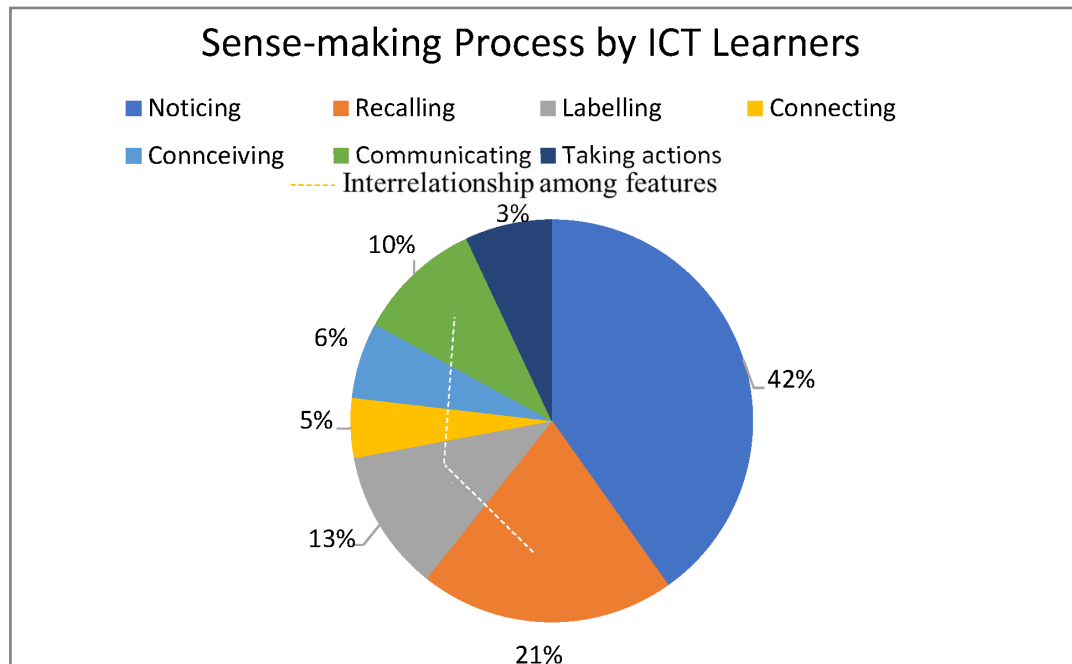 Sense-making Process by ICT Learners
Noticing Recalling Labelling Connecting
Connceiving Communicating Taking actions
Interrelationship among features
3%
10%
6%
42%
5%
13%
21%